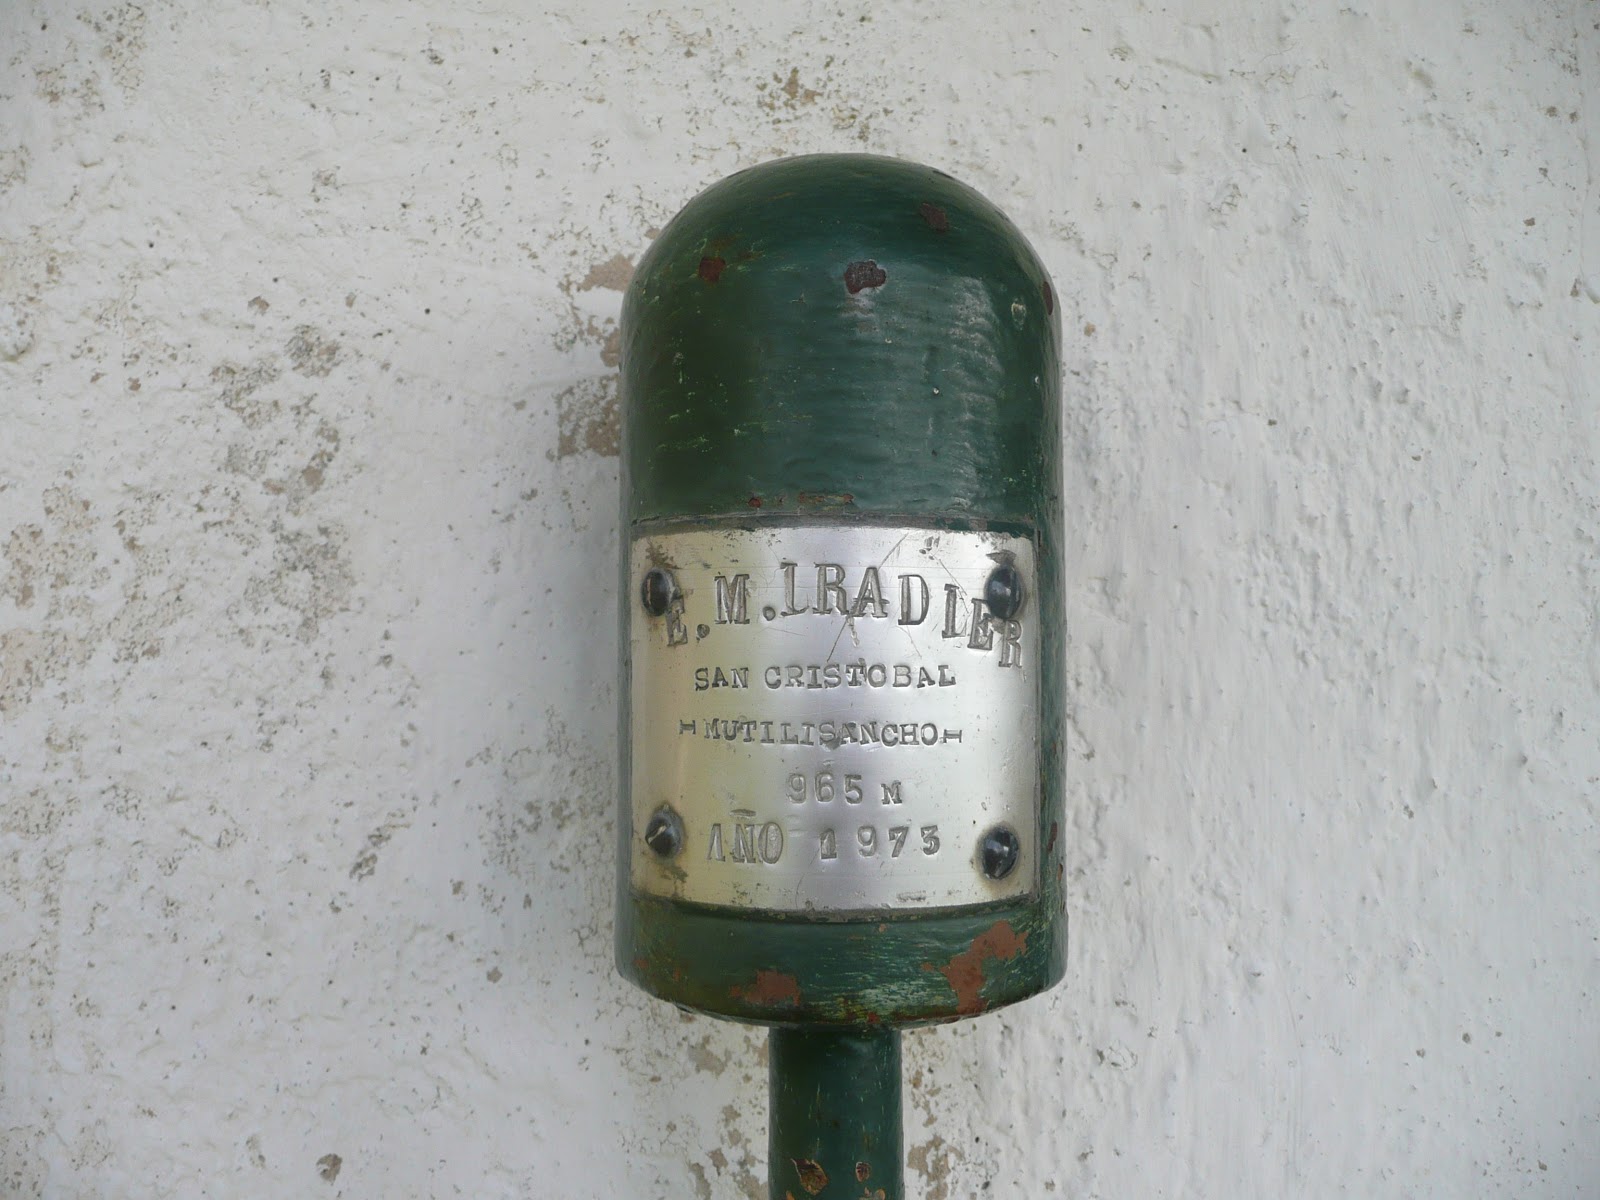 E.M.IRADIER
SAN CRISTOBAL
-MUTILISANCHO-
965 M
AÑO 1973